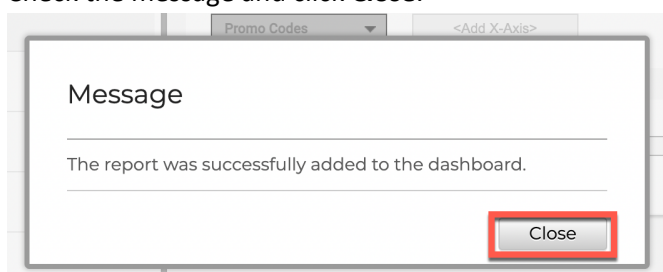 Check the message and click Close.
Promo Codes <Add X-Axis>
Message
The report was successfully added to the dashboard.
Close